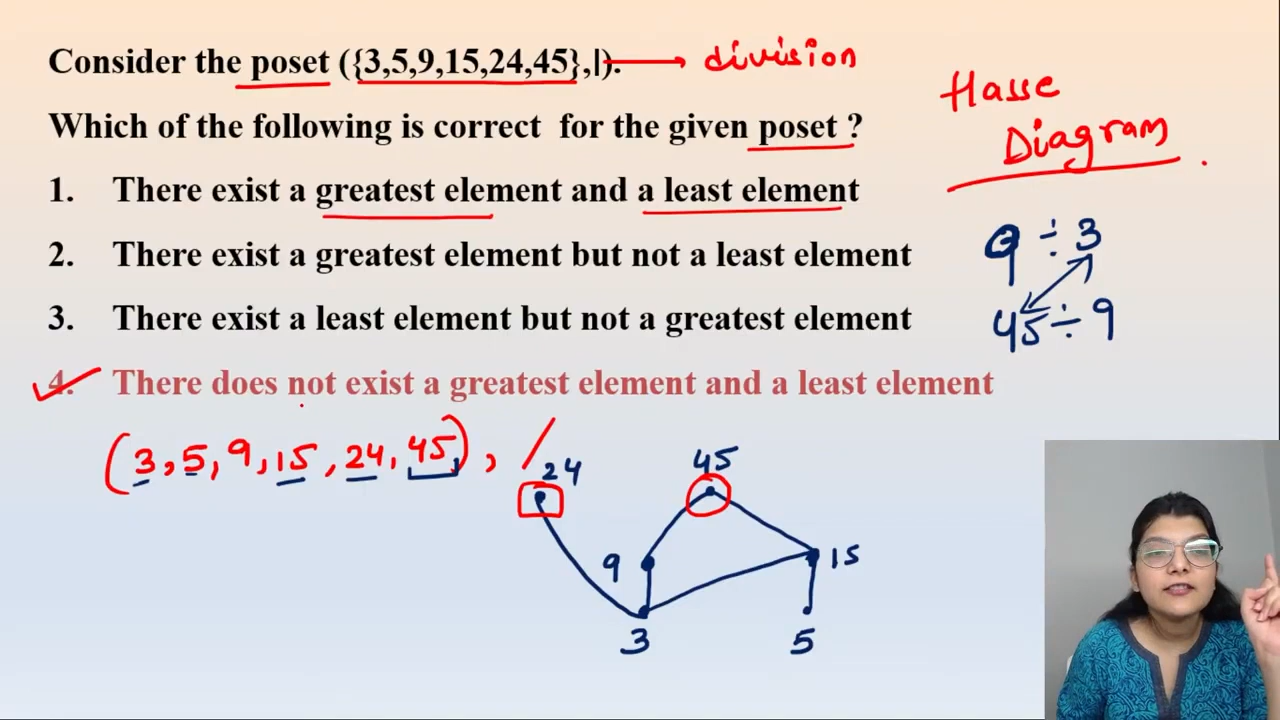 Consider the poset ({3,5,9,15,24,45},|). → division
Hasse
Diagram
Which of the following is correct for the given poset ?
1. There exist a greatest element and a least element
2. There exist a greatest element but not a least element
9 ÷ 3
3. There exist a least element but not a greatest element
45 ÷ 9
4. There does not exist a greatest element and a least element
(3, 5, 9, 15, 24, 45), /
24
45
9
15
3
5